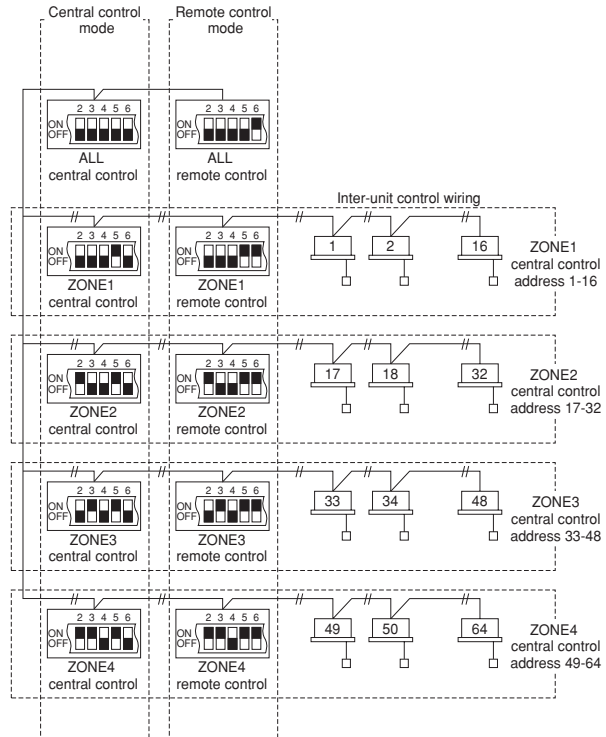 Central control
mode
Remote control
mode
2 3 4 5 6
ON
OFF
ALL
central control
2 3 4 5 6
ON
OFF
ALL
remote control
Inter-unit control wiring
2 3 4 5 6
ON
OFF
ZONE1
central control
2 3 4 5 6
ON
OFF
ZONE1
remote control
1
2
16
ZONE1
central control
address 1-16
2 3 4 5 6
ON
OFF
ZONE2
central control
2 3 4 5 6
ON
OFF
ZONE2
remote control
17
18
32
ZONE2
central control
address 17-32
2 3 4 5 6
ON
OFF
ZONE3
central control
2 3 4 5 6
ON
OFF
ZONE3
remote control
33
34
48
ZONE3
central control
address 33-48
2 3 4 5 6
ON
OFF
ZONE4
central control
2 3 4 5 6
ON
OFF
ZONE4
remote control
49
50
64
ZONE4
central control
address 49-64